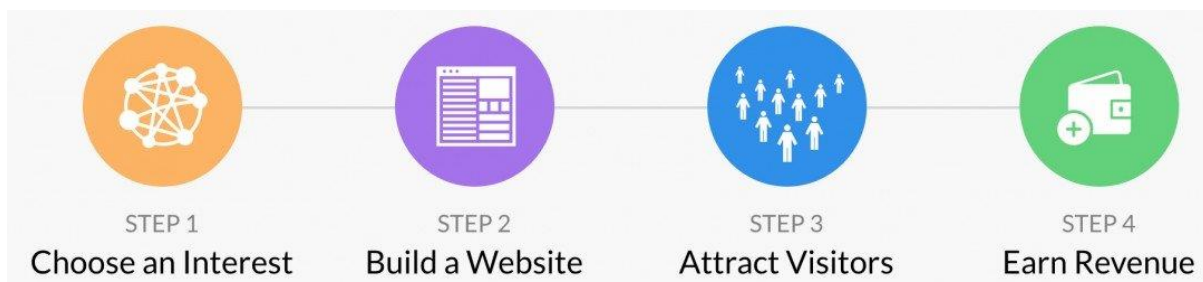 STEP 1
Choose an Interest
STEP 2
Build a Website
STEP 3
Attract Visitors
STEP 4
Earn Revenue